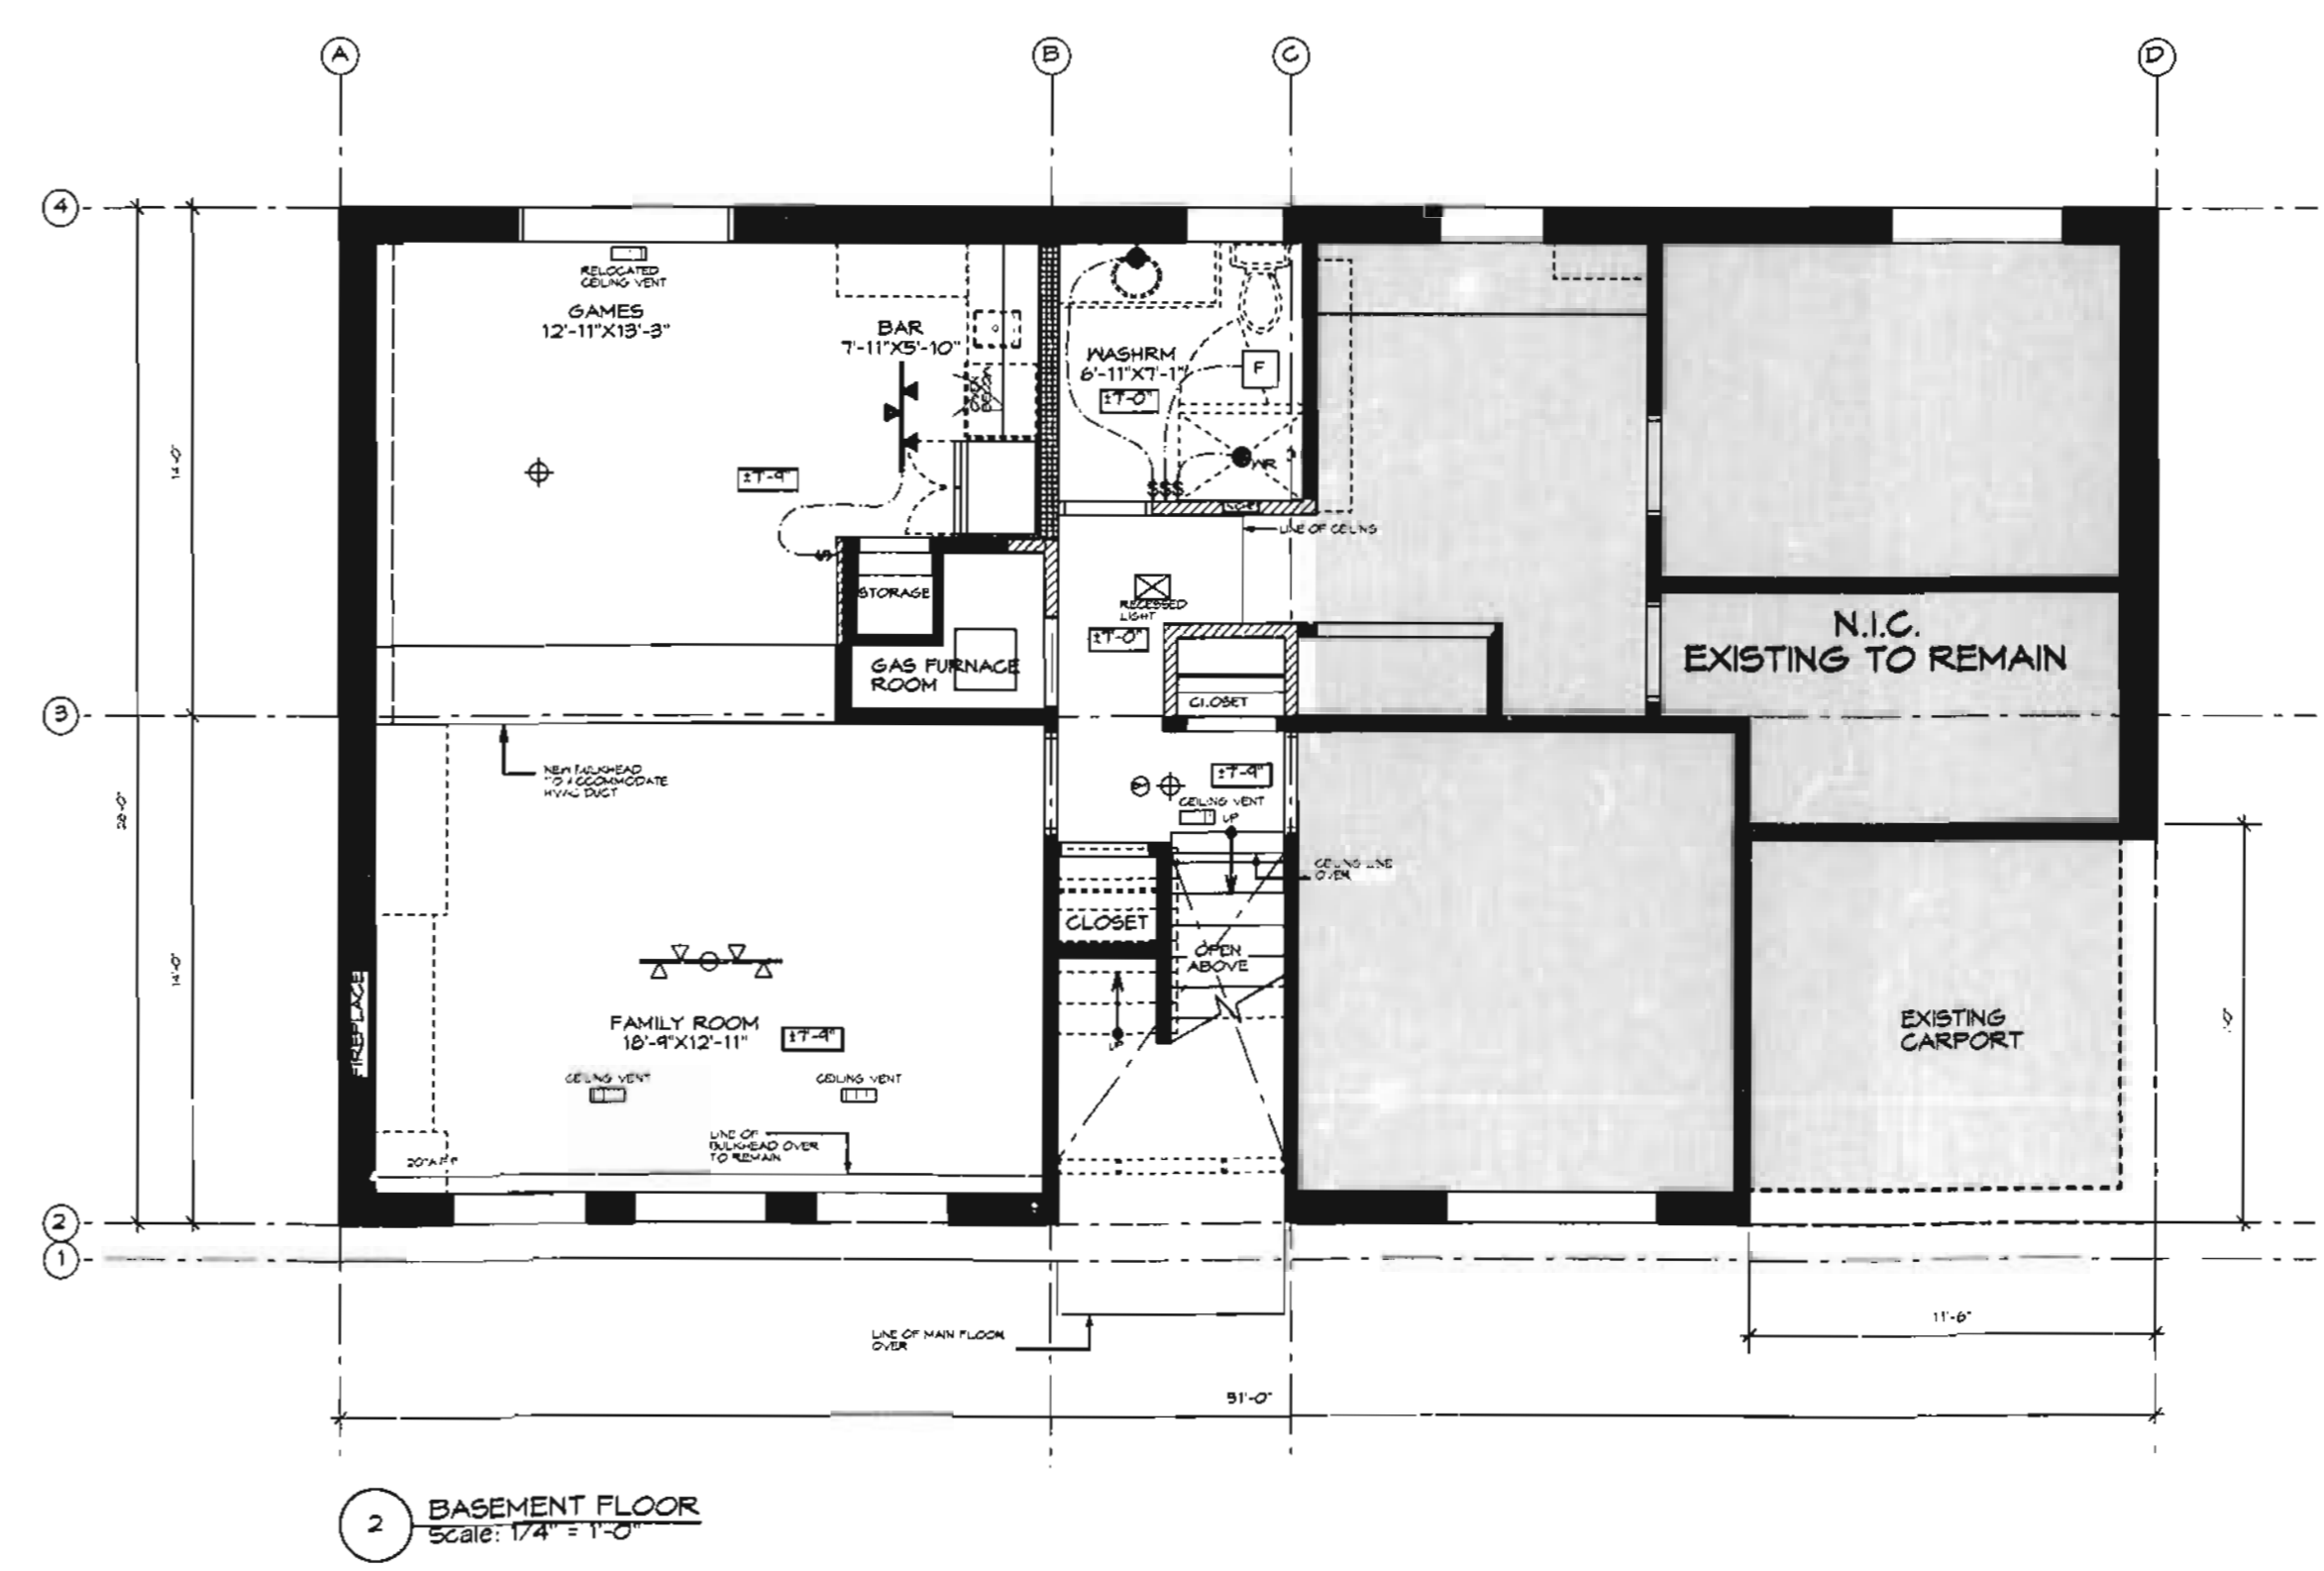 A
B
C
D
4
RELOCATED
CEILING VENT
GAMES
12'-11"X13'-3"
BAR
7'-11"X5'-10"
WASHRM
6'-11"X7'-1"
F
±7'-0"
14'-0"
±7'-9"
WR
$$$
LINE OF CEILING
$
STORAGE
RECESSED
LIGHT
±7'-0"
N.I.C.
EXISTING TO REMAIN
GAS FURNACE
ROOM
CLOSET
3
NEW BULKHEAD
TO ACCOMMODATE
HVAC DUCT
±7'-9"
CEILING VENT
UP
28'-0"
CEILING LINE
OVER
CLOSET
OPEN
ABOVE
14'-0"
FIREPLACE
FAMILY ROOM
18'-9"X12'-11"
±7'-9"
UP
EXISTING
CARPORT
CEILING VENT
CEILING VENT
LINE OF
BULKHEAD OVER
TO REMAIN
2
1
11'-6"
LINE OF MAIN FLOOR
OVER
51'-0"
2
BASEMENT FLOOR
Scale: 1/4" = 1'-0"